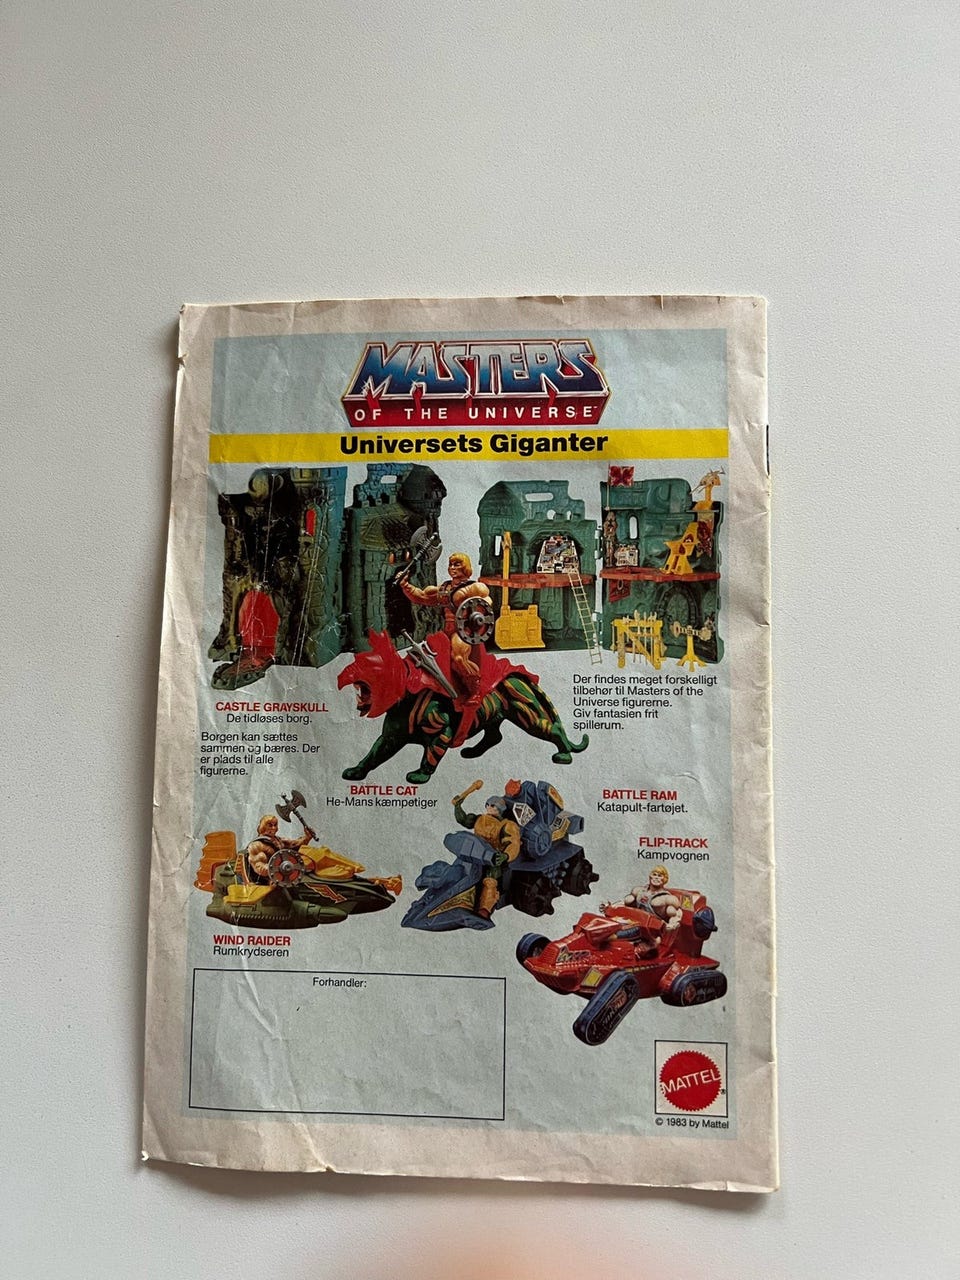 MASTERS
OF THE UNIVERSE™
Universets Giganter
CASTLE GRAYSKULL
De tidløses borg.
Borgen kan sættes
sammen og bæres. Der
er plads til alle
figurerne.
Der findes meget forskelligt
tilbehør til Masters of the
Universe figurerne.
Giv fantasien frit
spillerum.
BATTLE CAT
He-Mans kæmpetiger
BATTLE RAM
Katapult-fartøjet.
FLIP-TRACK
Kampvognen
WIND RAIDER
Rumkrydseren
Forhandler:
MATTEL®
© 1983 by Mattel